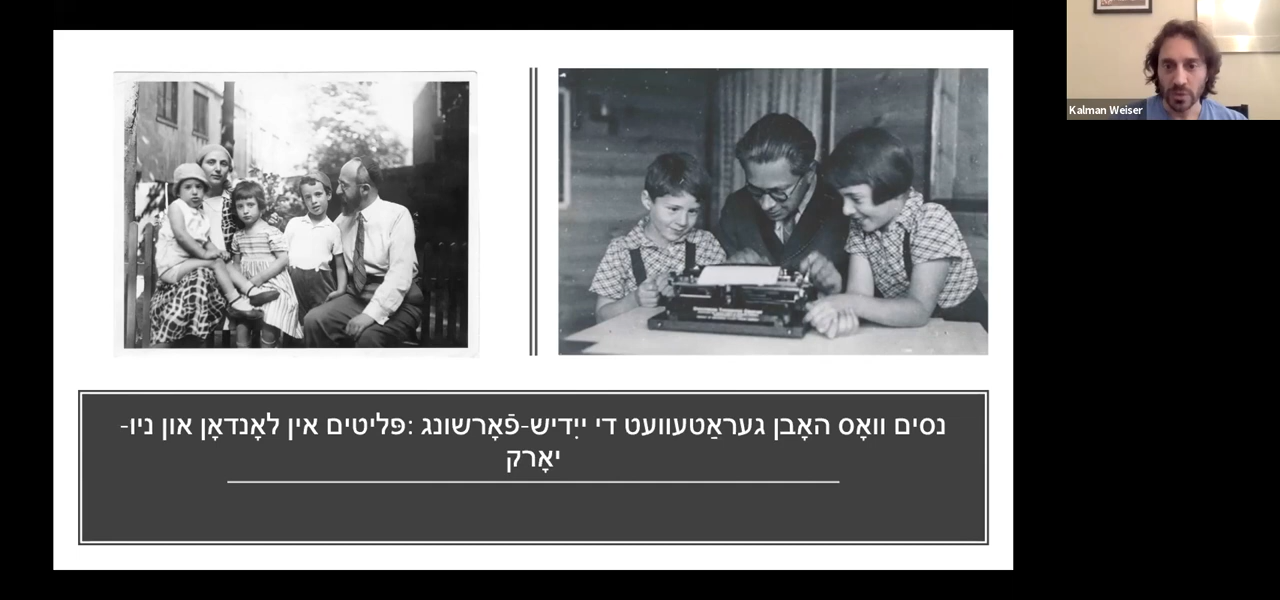 Kalman Weiser
נסים וואָס האָבן געראַטעוועט די ייִדיש-פֿאָרשונג :פּליטים אין לאָנדאָן און ניו-
יאָרק